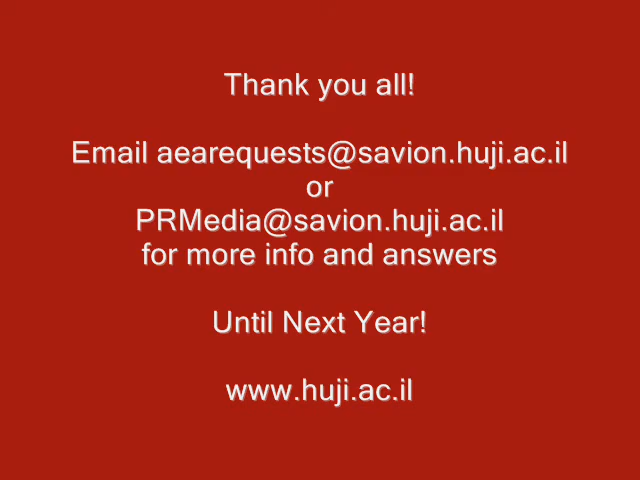 Thank you all!
Email aearequests@savion.huji.ac.il
or
PRMedia@savion.huji.ac.il
for more info and answers
Until Next Year!
www.huji.ac.il